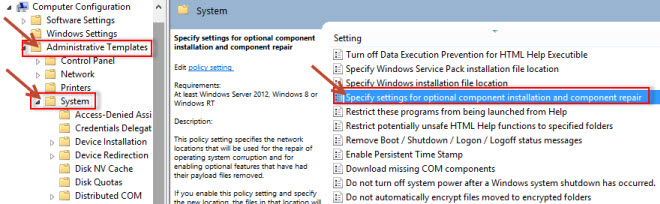 Computer Configuration
Software Settings
Windows Settings
Administrative Templates
Control Panel
Network
Printers
System
Access-Denied Assi
Credentials Delegat
Device Installation
Device Redirection
Disk NV Cache
Disk Quotas
Distributed COM
System
Specify settings for optional component
installation and component repair
Edit policy setting
Requirements:
At least Windows Server 2012, Windows 8 or
Windows RT
Description:
This policy setting specifies the network
locations that will be used for the repair of
operating system corruption and for
enabling optional features that have had
their payload files removed.
If you enable this policy setting and specify
the new location, the files in that location will
Setting
Turn off Data Execution Prevention for HTML Help Executible
Specify Windows Service Pack installation file location
Specify Windows installation file location
Specify settings for optional component installation and component repair
Restrict these programs from being launched from Help
Restrict potentially unsafe HTML Help functions to specified folders
Remove Boot / Shutdown / Logon / Logoff status messages
Enable Persistent Time Stamp
Download missing COM components
Do not turn off system power after a Windows system shutdown has occurred.
Do not automatically encrypt files moved to encrypted folders